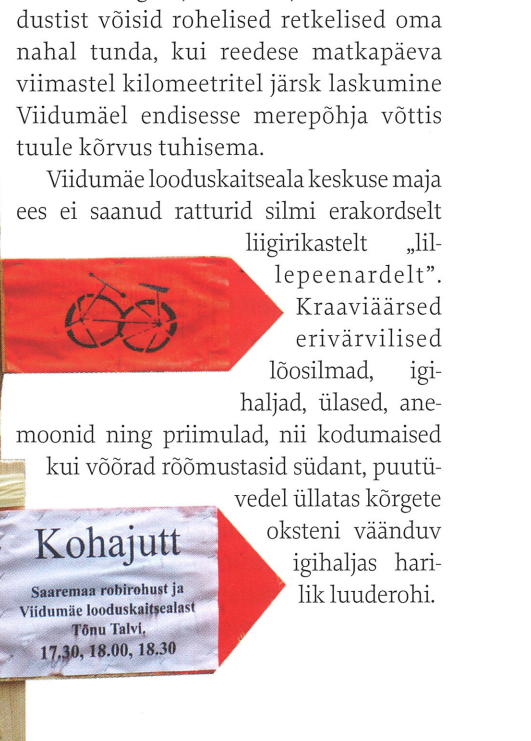 dustist võisid rohelised retkelised oma
nahal tunda, kui reedese matkapäeva
viimastel kilomeetritel järsk laskumine
Viidumäel endisesse merepõhja võttis
tuule kõrvus tuhisema.
Viidumäe looduskaitseala keskuse maja
ees ei saanud ratturid silmi erakordselt
liigirikastelt „lil-
lepeenardelt”.
Kraaviäärsed
erivärvilised
lõosilmad, igi-
haljad, ülased, ane-
moonid ning priimulad, nii kodumaised
kui võõrad rõõmustasid südant, puutü-
vedel üllatas kõrgete
oksteni väänduv
igihaljas hari-
lik luuderohi.
Kohajutt
Saaremaa robirohust ja
Viidumäe looduskaitsealast
Tõnu Talvi,
17.30, 18.00, 18.30